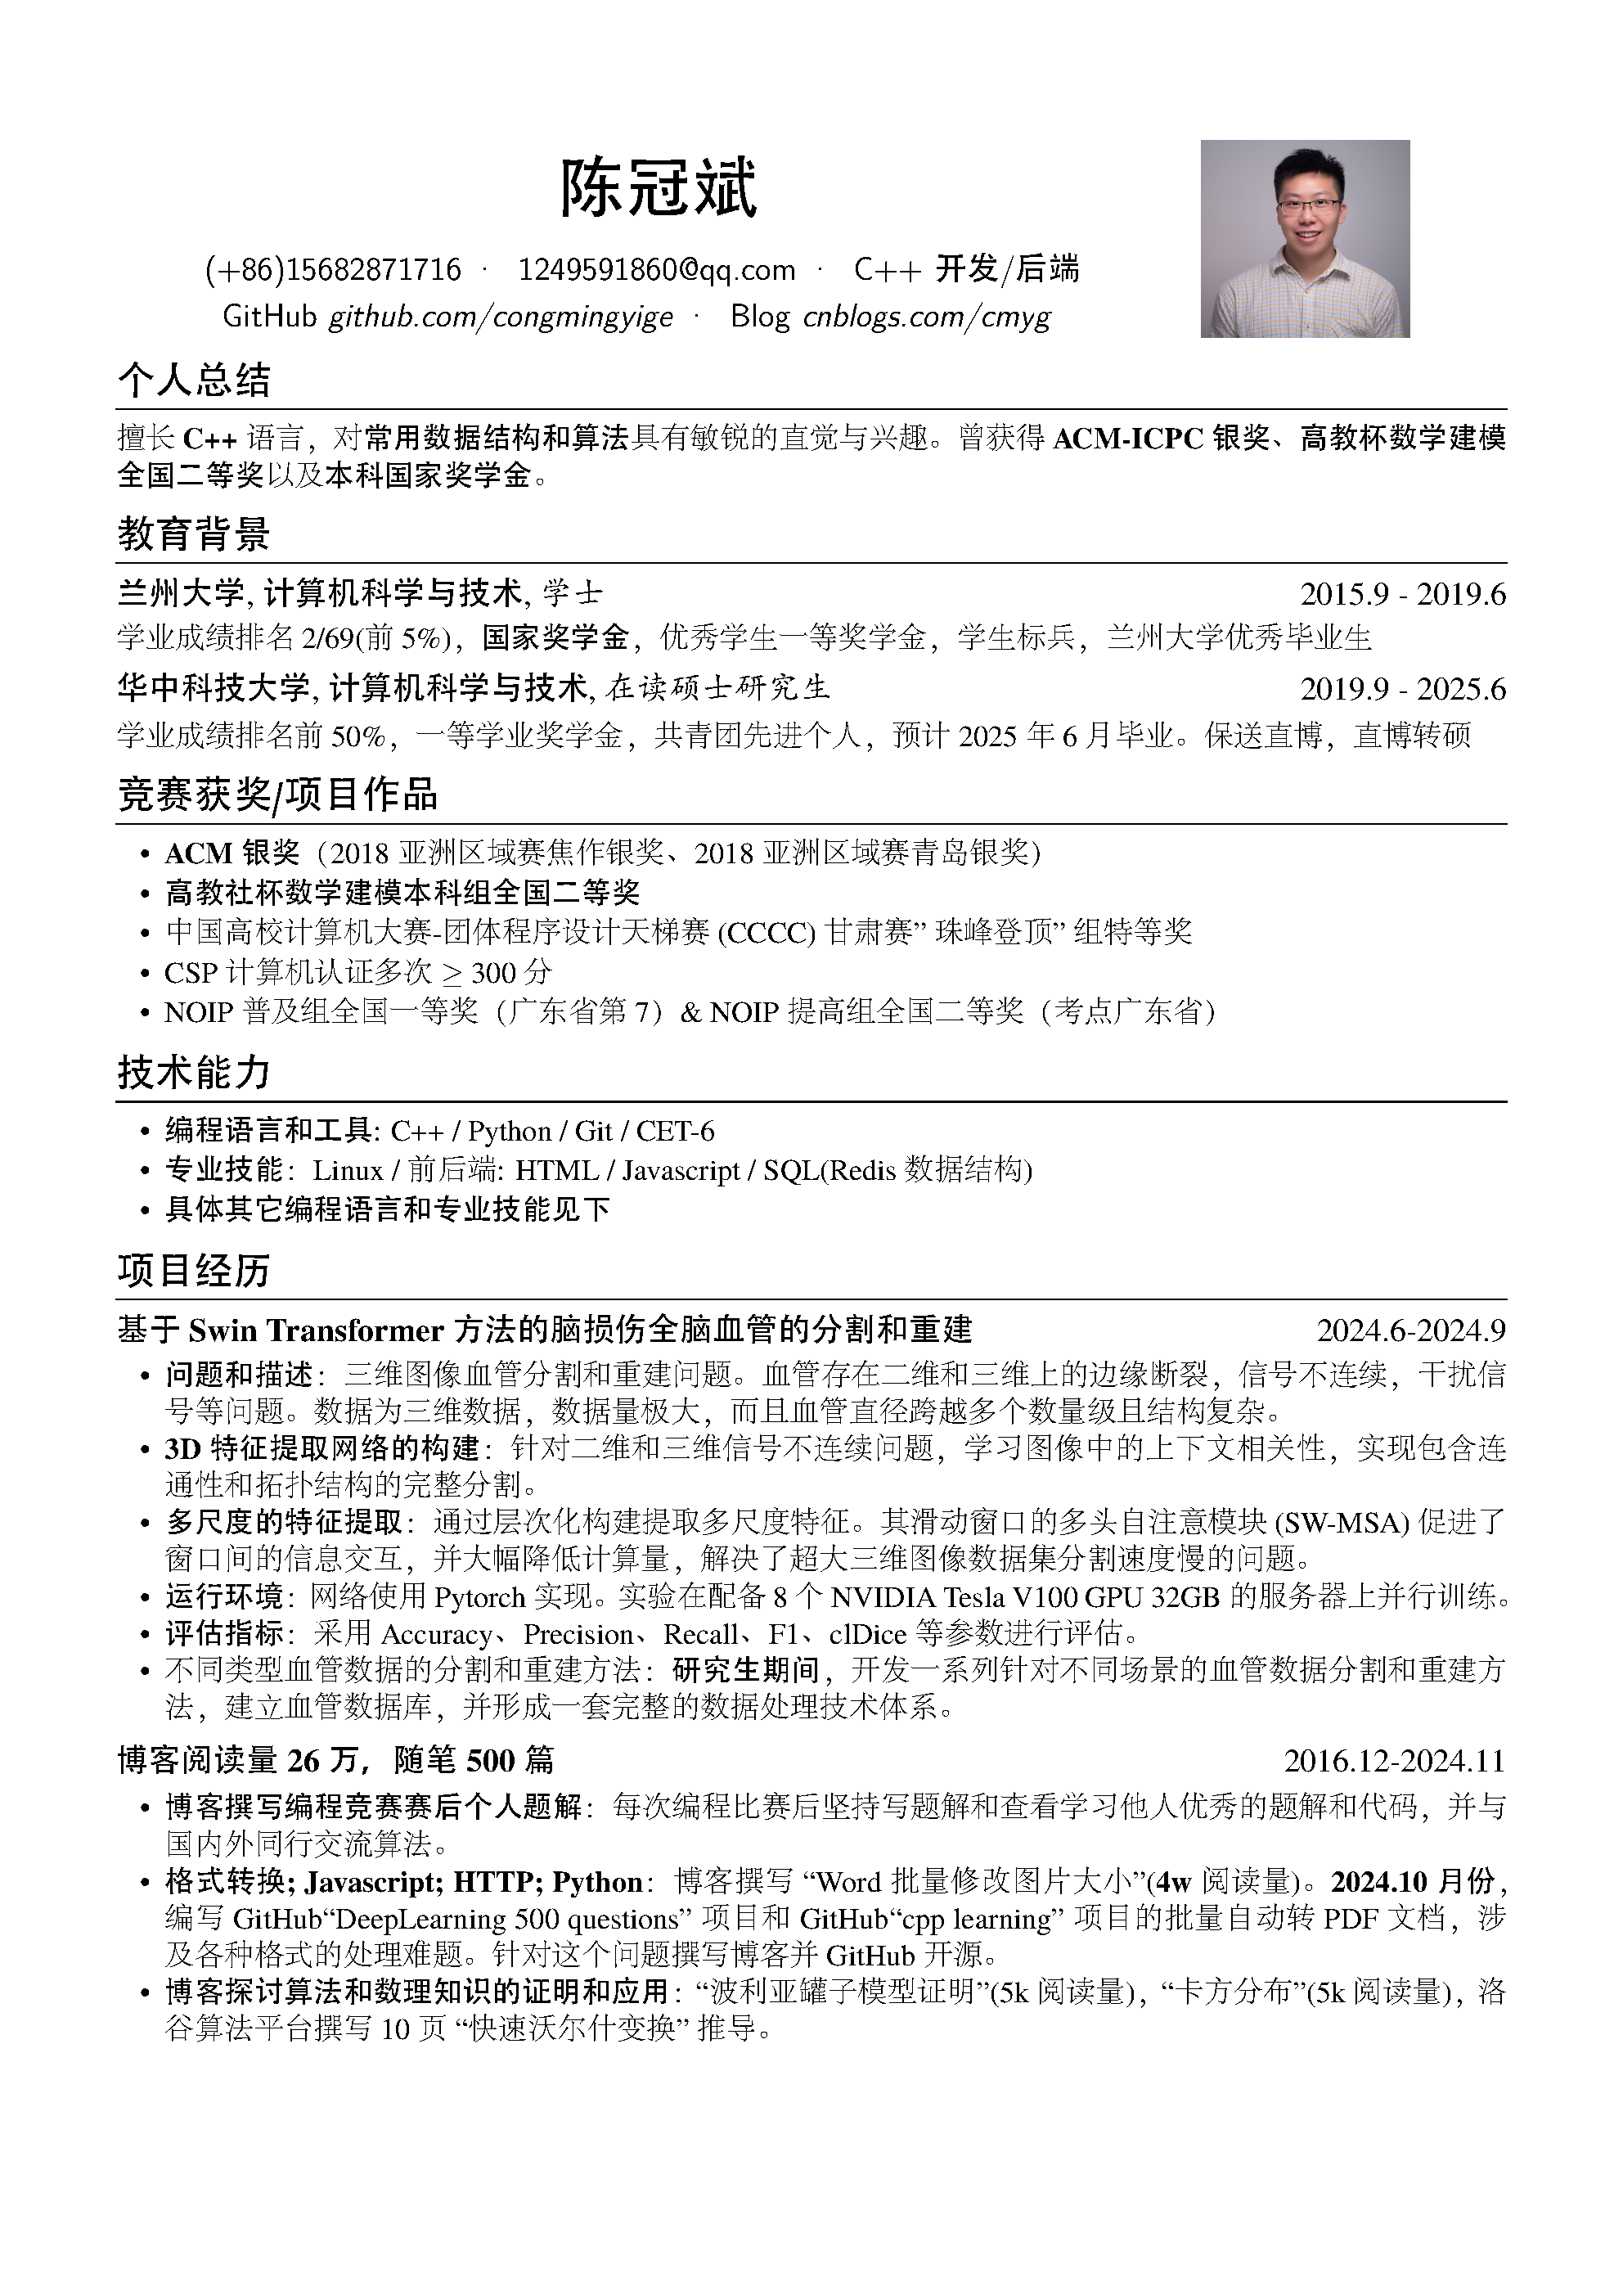 陈冠斌
(+86)15682871716 · 1249591860@qq.com · C++ 开发/后端
GitHub github.com/congmingyige · Blog cnblogs.com/cmyg
个人总结
擅长 C++ 语言，对常用数据结构和算法具有敏锐的直觉与兴趣。曾获得 ACM-ICPC 银奖、高教杯数学建模
全国二等奖以及本科国家奖学金。
教育背景
兰州大学, 计算机科学与技术, 学士 2015.9 - 2019.6
学业成绩排名 2/69(前 5%)，国家奖学金，优秀学生一等奖学金，学生标兵，兰州大学优秀毕业生
华中科技大学, 计算机科学与技术, 在读硕士研究生 2019.9 - 2025.6
学业成绩排名前 50%，一等学业奖学金，共青团先进个人，预计 2025 年 6 月毕业。保送直博，直博转硕
竞赛获奖/项目作品
• ACM 银奖（2018 亚洲区域赛焦作银奖、2018 亚洲区域赛青岛银奖）
• 高教社杯数学建模本科组全国二等奖
• 中国高校计算机大赛-团体程序设计天梯赛 (CCCC) 甘肃赛” 珠峰登顶” 组特等奖
• CSP 计算机认证多次 ≥ 300 分
• NOIP 普及组全国一等奖（广东省第 7）& NOIP 提高组全国二等奖（考点广东省）
技术能力
• 编程语言和工具: C++ / Python / Git / CET-6
• 专业技能：Linux / 前后端: HTML / Javascript / SQL(Redis 数据结构)
• 具体其它编程语言和专业技能见下
项目经历
基于 Swin Transformer 方法的脑损伤全脑血管的分割和重建 2024.6-2024.9
• 问题和描述：三维图像血管分割和重建问题。血管存在二维和三维上的边缘断裂，信号不连续，干扰信
号等问题。数据为三维数据，数据量极大，而且血管直径跨越多个数量级且结构复杂。
• 3D 特征提取网络的构建：针对二维和三维信号不连续问题，学习图像中的上下文相关性，实现包含连
通性和拓扑结构的完整分割。
• 多尺度的特征提取：通过层次化构建提取多尺度特征。其滑动窗口的多头自注意模块 (SW-MSA) 促进了
窗口间的信息交互，并大幅降低计算量，解决了超大三维图像数据集分割速度慢的问题。
• 运行环境：网络使用 Pytorch 实现。实验在配备 8 个 NVIDIA Tesla V100 GPU 32GB 的服务器上并行训练。
• 评估指标：采用 Accuracy、Precision、Recall、F1、clDice 等参数进行评估。
• 不同类型血管数据的分割和重建方法：研究生期间，开发一系列针对不同场景的血管数据分割和重建方
法，建立血管数据库，并形成一套完整的数据处理技术体系。
博客阅读量 26 万，随笔 500 篇 2016.12-2024.11
• 博客撰写编程竞赛赛后个人题解：每次编程比赛后坚持写题解和查看学习他人优秀的题解和代码，并与
国内外同行交流算法。
• 格式转换; Javascript; HTTP; Python：博客撰写 “Word 批量修改图片大小”(4w 阅读量)。2024.10 月份，
编写 GitHub“DeepLearning 500 questions” 项目和 GitHub“cpp learning” 项目的批量自动转 PDF 文档，涉
及各种格式的处理难题。针对这个问题撰写博客并 GitHub 开源。
• 博客探讨算法和数理知识的证明和应用：“波利亚罐子模型证明”(5k 阅读量)，“卡方分布”(5k 阅读量)，洛
谷算法平台撰写 10 页 “快速沃尔什变换” 推导。